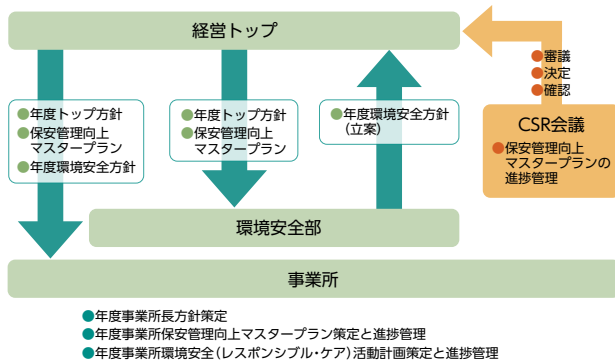 経営トップ
●審議
●決定
●確認
●年度トップ方針
●保安管理向上
マスタープラン
●年度環境安全方針
●年度トップ方針
●保安管理向上
マスタープラン
●年度環境安全方針
(立案)
CSR会議
●保安管理向上
マスタープランの
進捗管理
環境安全部
事業所
●年度事業所長方針策定
●年度事業所保安管理向上マスタープラン策定と進捗管理
●年度事業所環境安全(レスポンシブル・ケア)活動計画策定と進捗管理